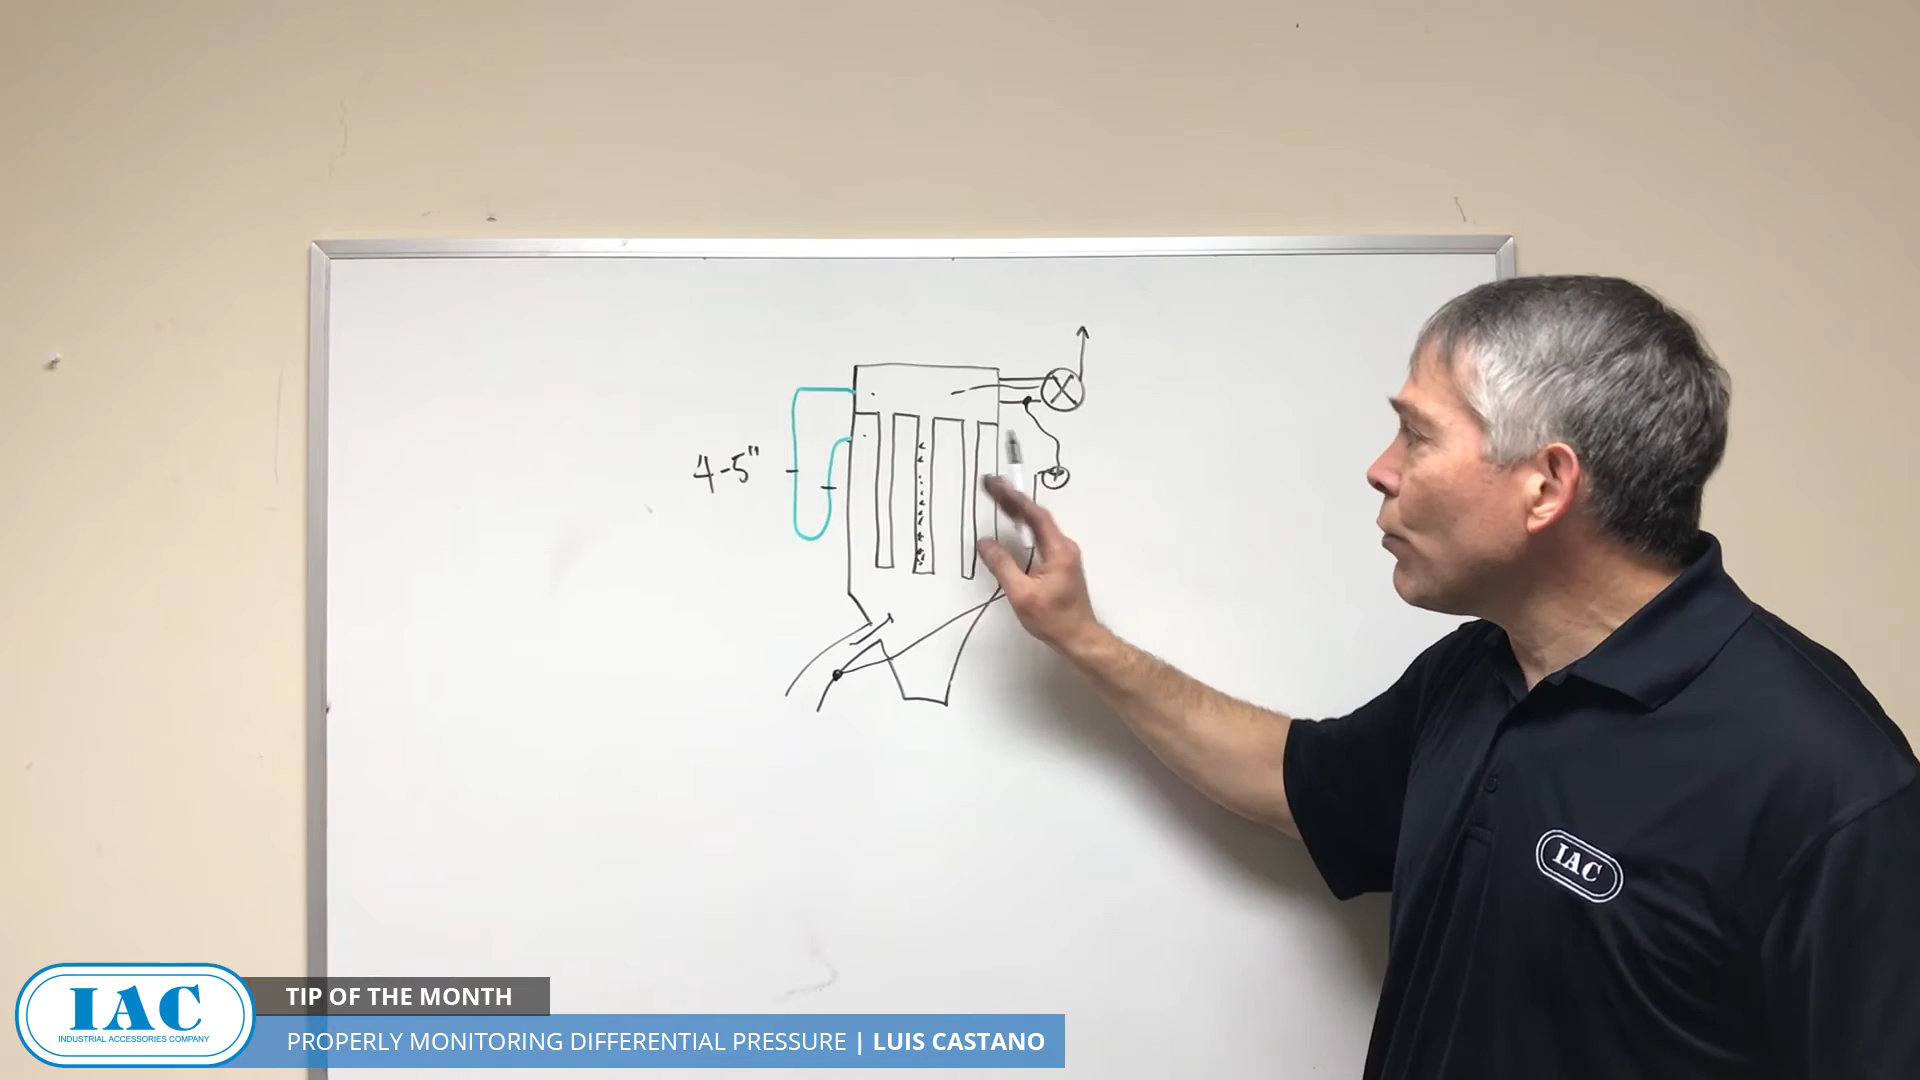 4-5"
IAC
IAC
INDUSTRIAL ACCESSORIES COMPANY
TIP OF THE MONTH
PROPERLY MONITORING DIFFERENTIAL PRESSURE | LUIS CASTANO